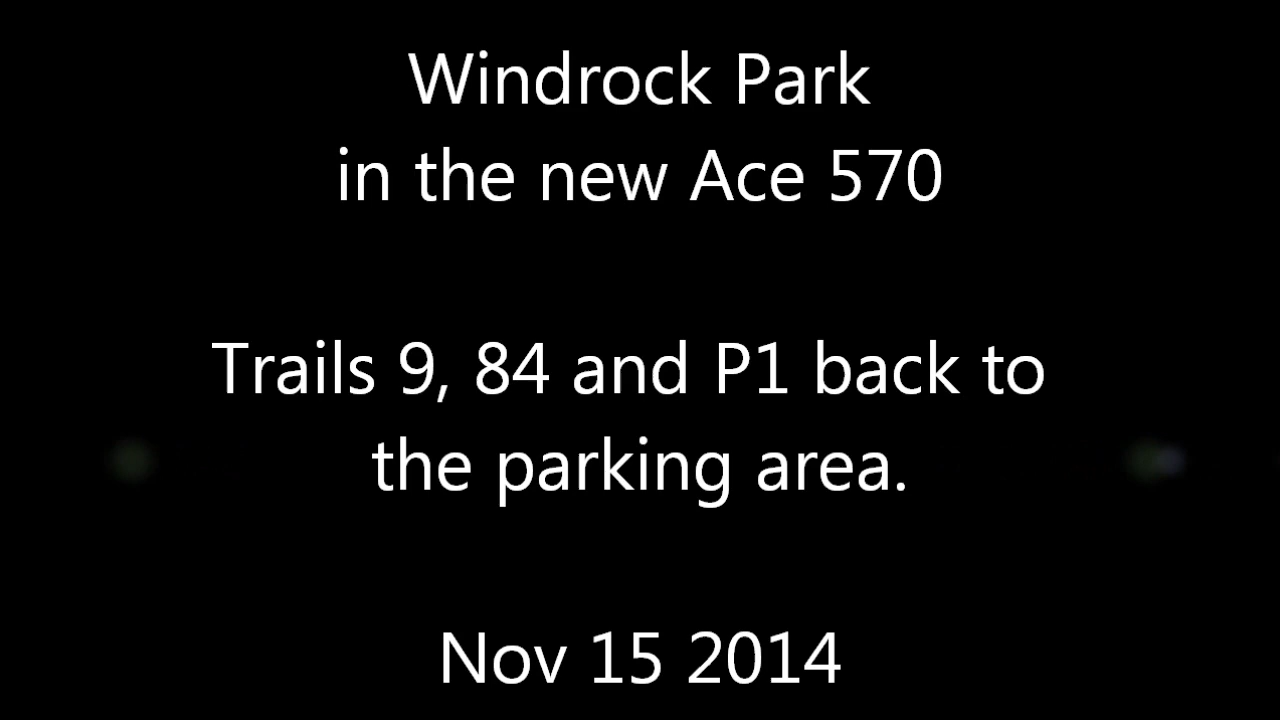 Windrock Park
in the new Ace 570
Trails 9, 84 and P1 back to
the parking area.
Nov 15 2014